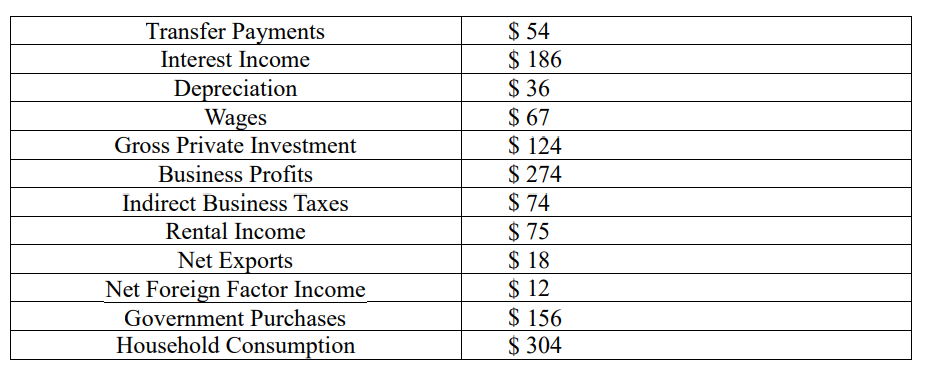 Transfer Payments $ 54
Interest Income $ 186
Depreciation $ 36
Wages $ 67
Gross Private Investment $ 124
Business Profits $ 274
Indirect Business Taxes $ 74
Rental Income $ 75
Net Exports $ 18
Net Foreign Factor Income $ 12
Government Purchases $ 156
Household Consumption $ 304